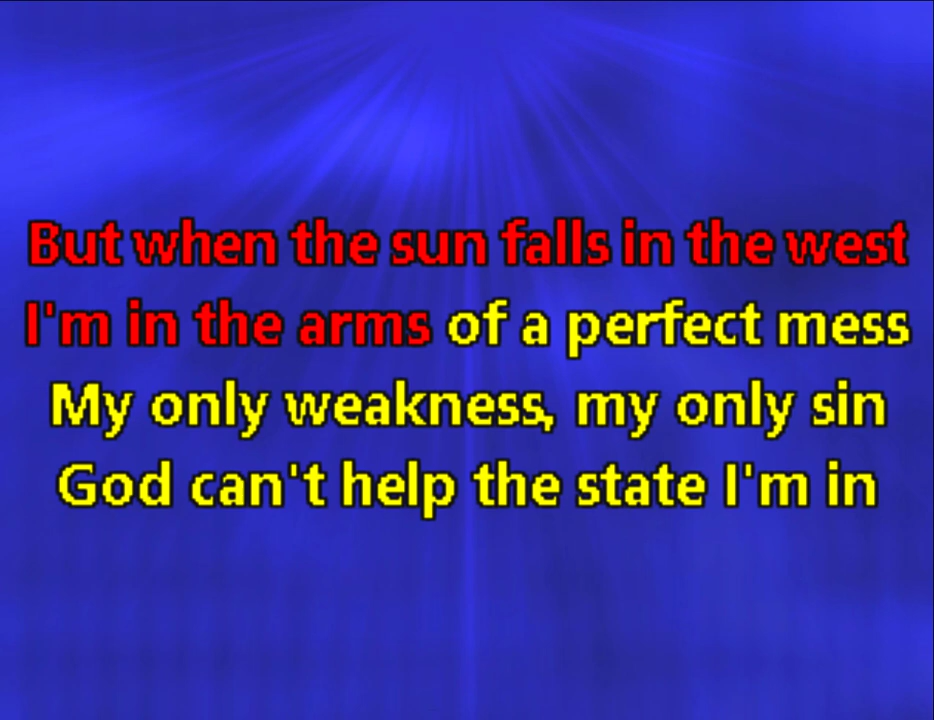 But when the sun falls in the west
I'm in the arms of a perfect mess
My only weakness, my only sin
God can't help the state I'm in